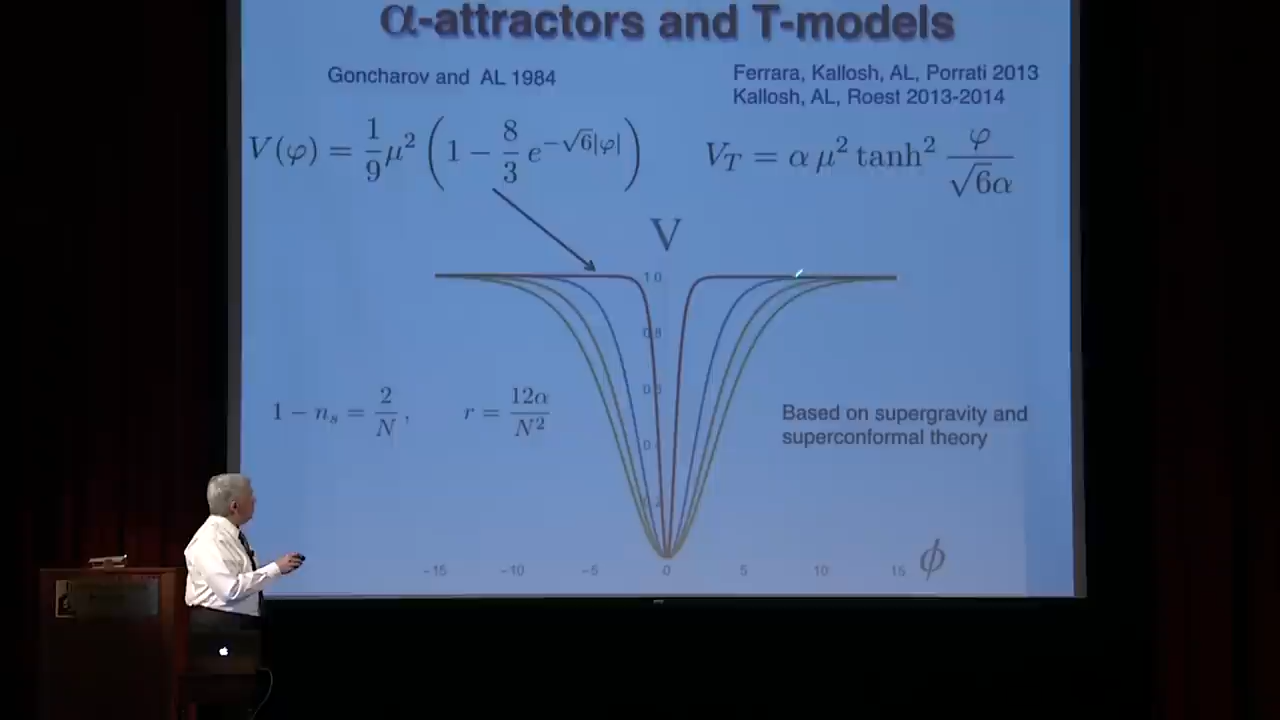 α-attractors and T-models
Goncharov and AL 1984
Ferrara, Kallosh, AL, Porrati 2013
Kallosh, AL, Roest 2013-2014
V(φ) = 1/9 μ² (1 − 8/3 e^{−√6|φ|})
V_T = α μ² tanh² φ/√6α
V
1.0
0.8
1 − n_s = 2/N ,
r = 12α/N²
Based on supergravity and
superconformal theory
−15 −10 −5 0 5 10 15
ϕ